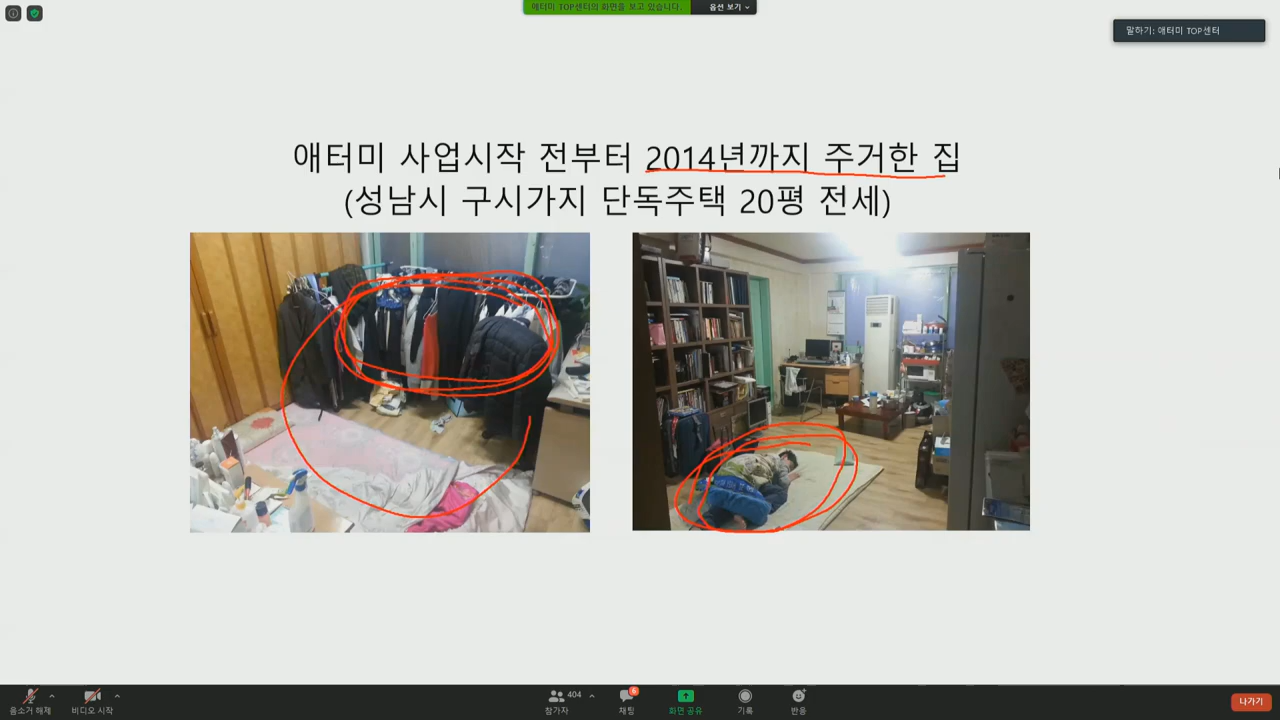 애터미 TOP센터의 화면을 보고 있습니다.
옵션 보기
말하기: 애터미 TOP센터
애터미 사업시작 전부터 2014년까지 주거한 집
(성남시 구시가지 단독주택 20평 전세)
음소거 해제
비디오 시작
404
참가자
6
채팅
화면 공유
기록
반응
나가기